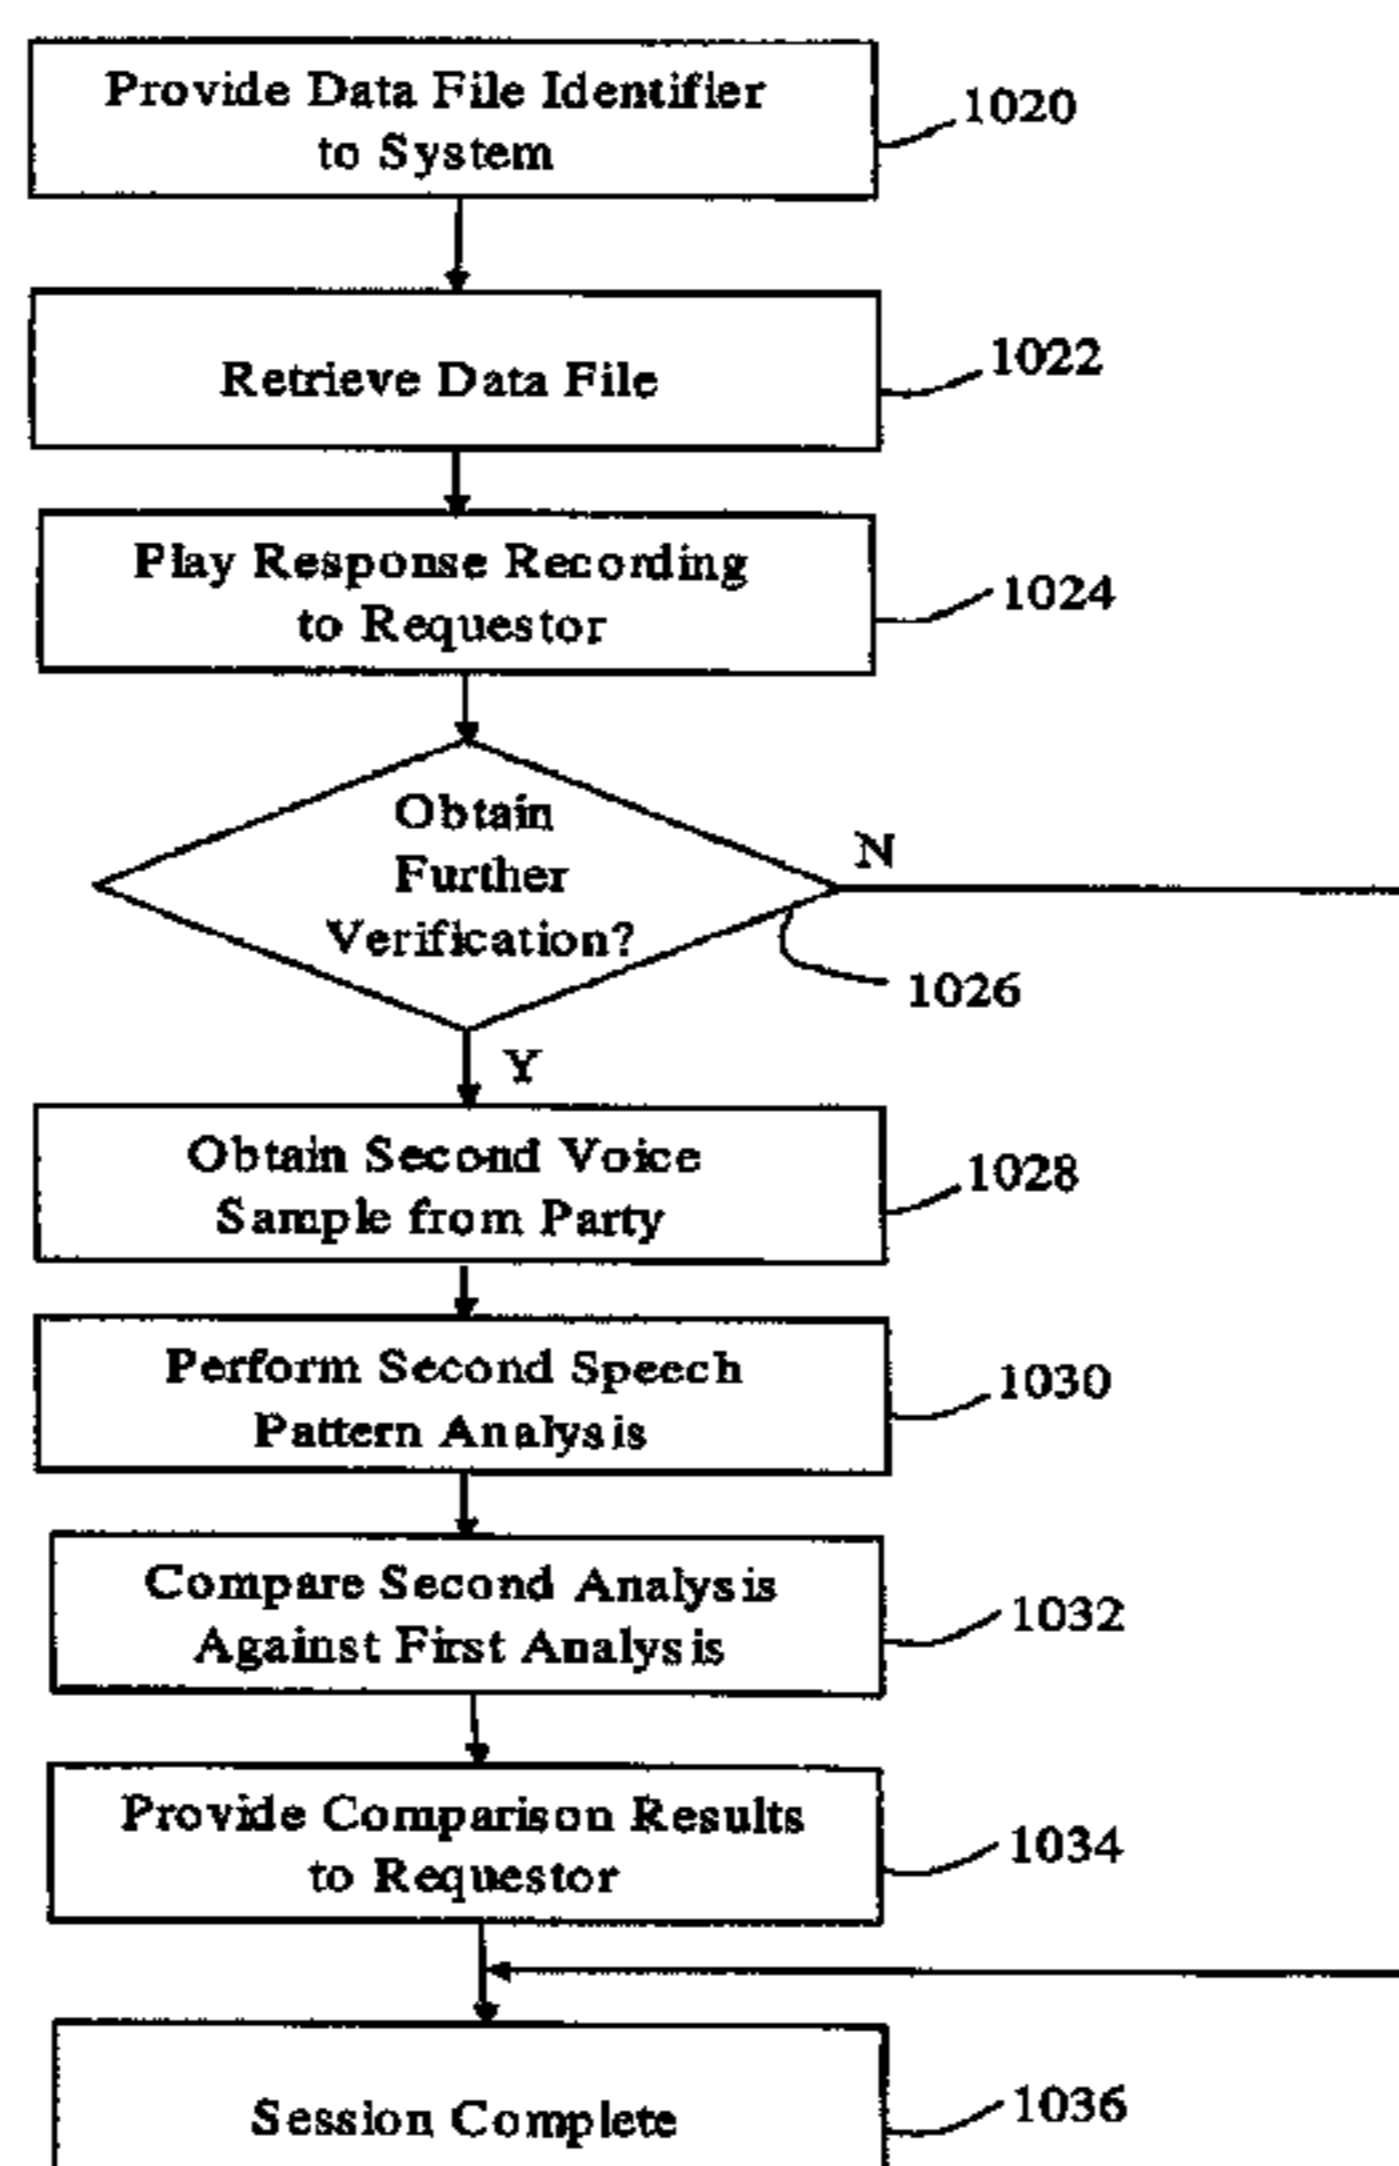 Provide Data File Identifier
to System
1020
Retrieve Data File
1022
Play Response Recording
to Requestor
1024
Obtain
Further
Verification?
N
1026
Y
Obtain Second Voice
Sample from Party
1028
Perform Second Speech
Pattern Analysis
1030
Compare Second Analysis
Against First Analysis
1032
Provide Comparison Results
to Requestor
1034
Session Complete
1036